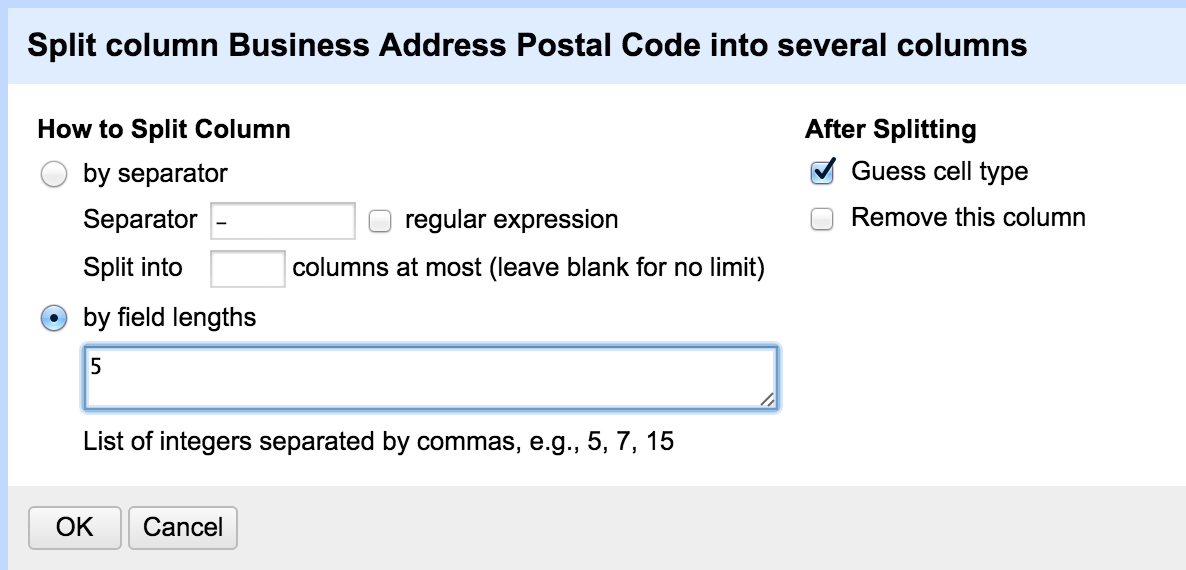 Split column Business Address Postal Code into several columns
How to Split Column
by separator
Separator – regular expression
Split into columns at most (leave blank for no limit)
by field lengths
5
List of integers separated by commas, e.g., 5, 7, 15
After Splitting
Guess cell type
Remove this column
OK Cancel